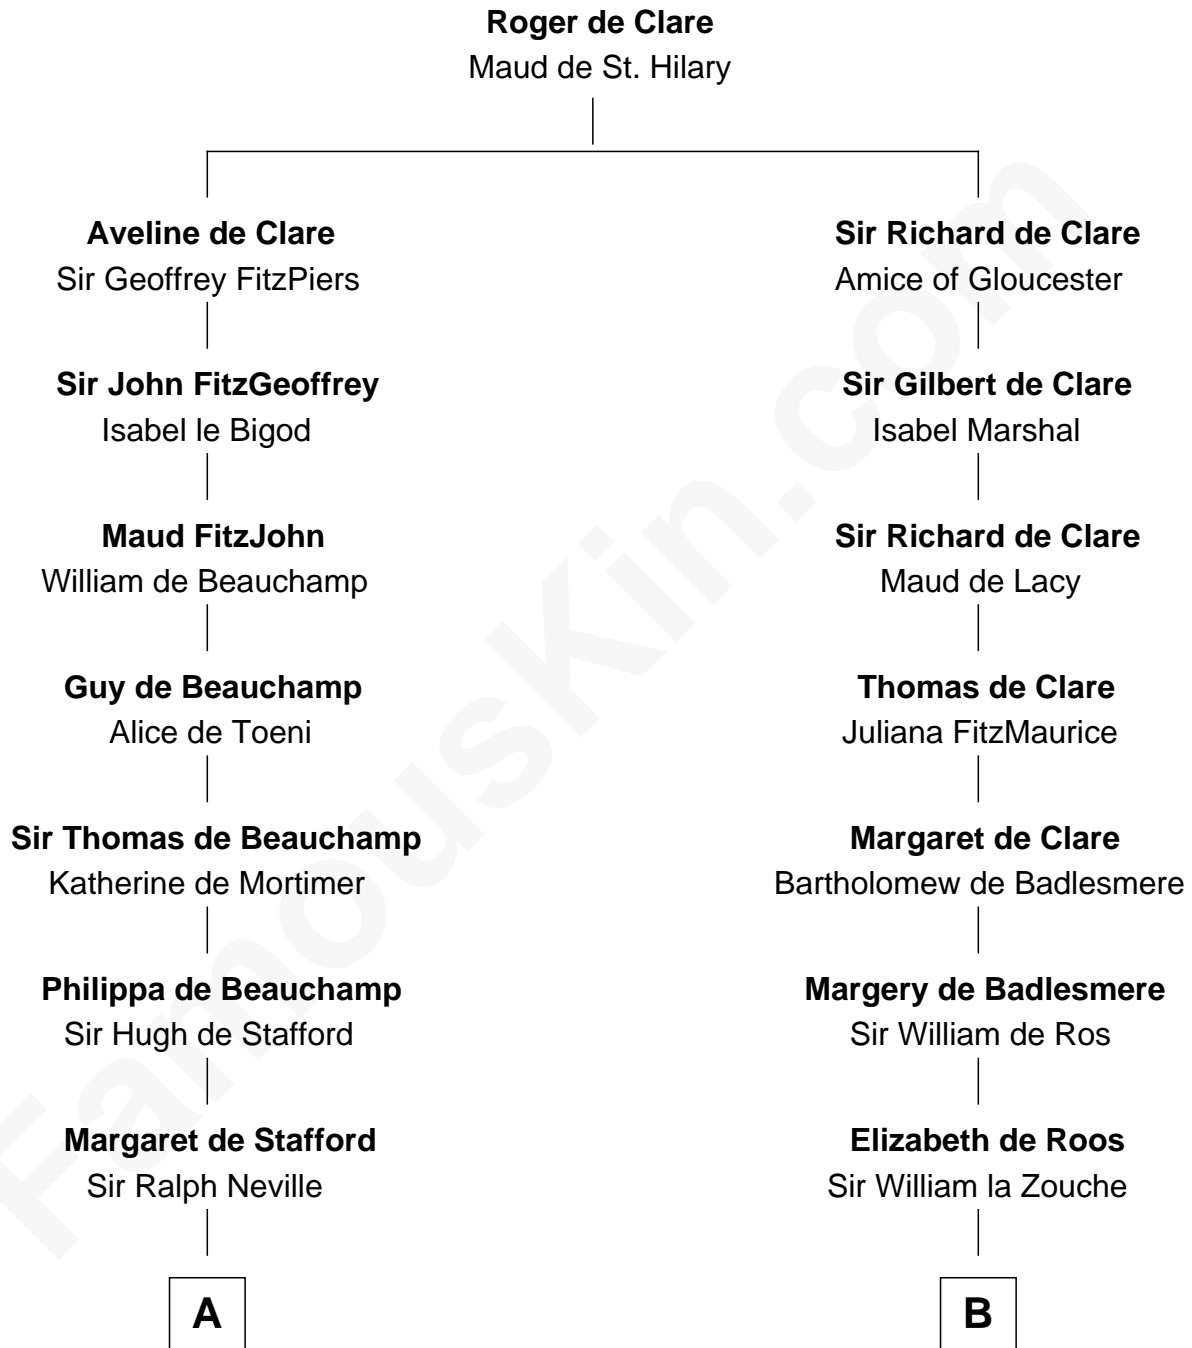 Roger de Clare
Maud de St. Hilary
Aveline de Clare
Sir Geoffrey FitzPiers
Sir Richard de Clare
Amice of Gloucester
Sir John FitzGeoffrey
Isabel le Bigod
Sir Gilbert de Clare
Isabel Marshal
Maud FitzJohn
William de Beauchamp
Sir Richard de Clare
Maud de Lacy
Guy de Beauchamp
Alice de Toeni
Thomas de Clare
Juliana FitzMaurice
Sir Thomas de Beauchamp
Katherine de Mortimer
Margaret de Clare
Bartholomew de Badlesmere
Philippa de Beauchamp
Sir Hugh de Stafford
Margery de Badlesmere
Sir William de Ros
Margaret de Stafford
Sir Ralph Neville
Elizabeth de Roos
Sir William la Zouche
A
B
FamousKin.com